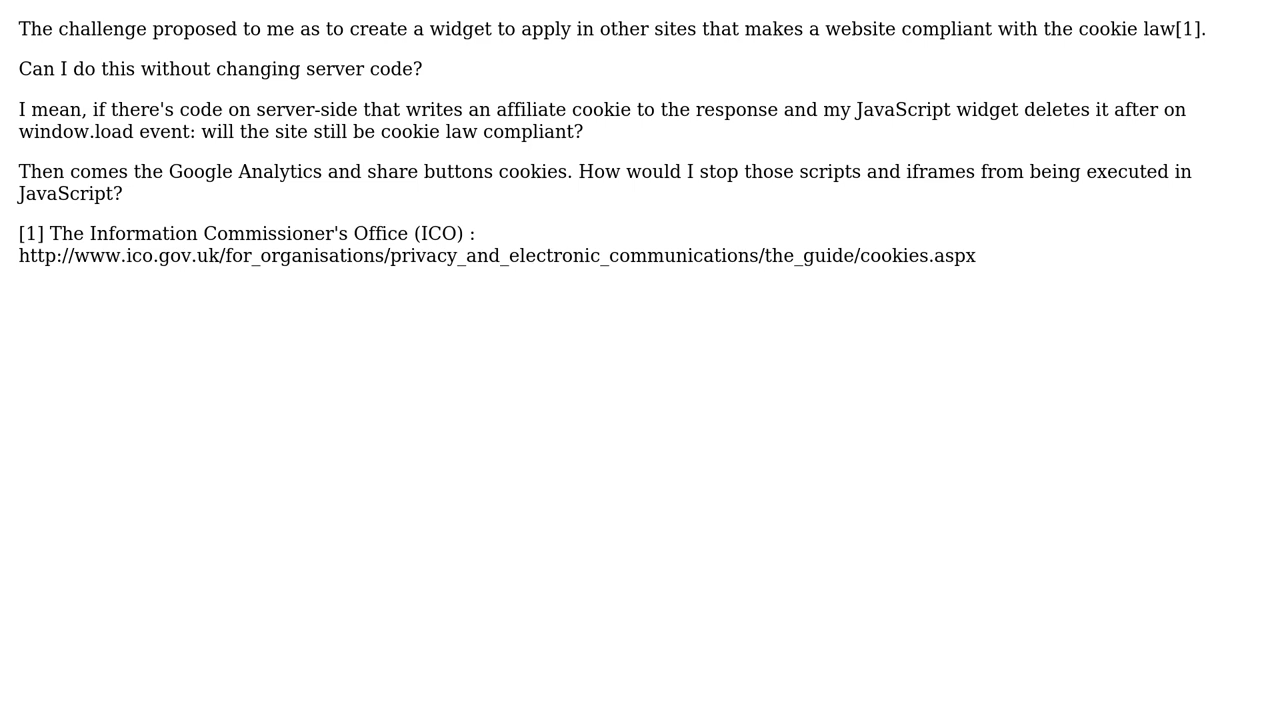 The challenge proposed to me as to create a widget to apply in other sites that makes a website compliant with the cookie law[1].
Can I do this without changing server code?
I mean, if there's code on server-side that writes an affiliate cookie to the response and my JavaScript widget deletes it after on
window.load event: will the site still be cookie law compliant?
Then comes the Google Analytics and share buttons cookies. How would I stop those scripts and iframes from being executed in
JavaScript?
[1] The Information Commissioner's Office (ICO) :
http://www.ico.gov.uk/for_organisations/privacy_and_electronic_communications/the_guide/cookies.aspx